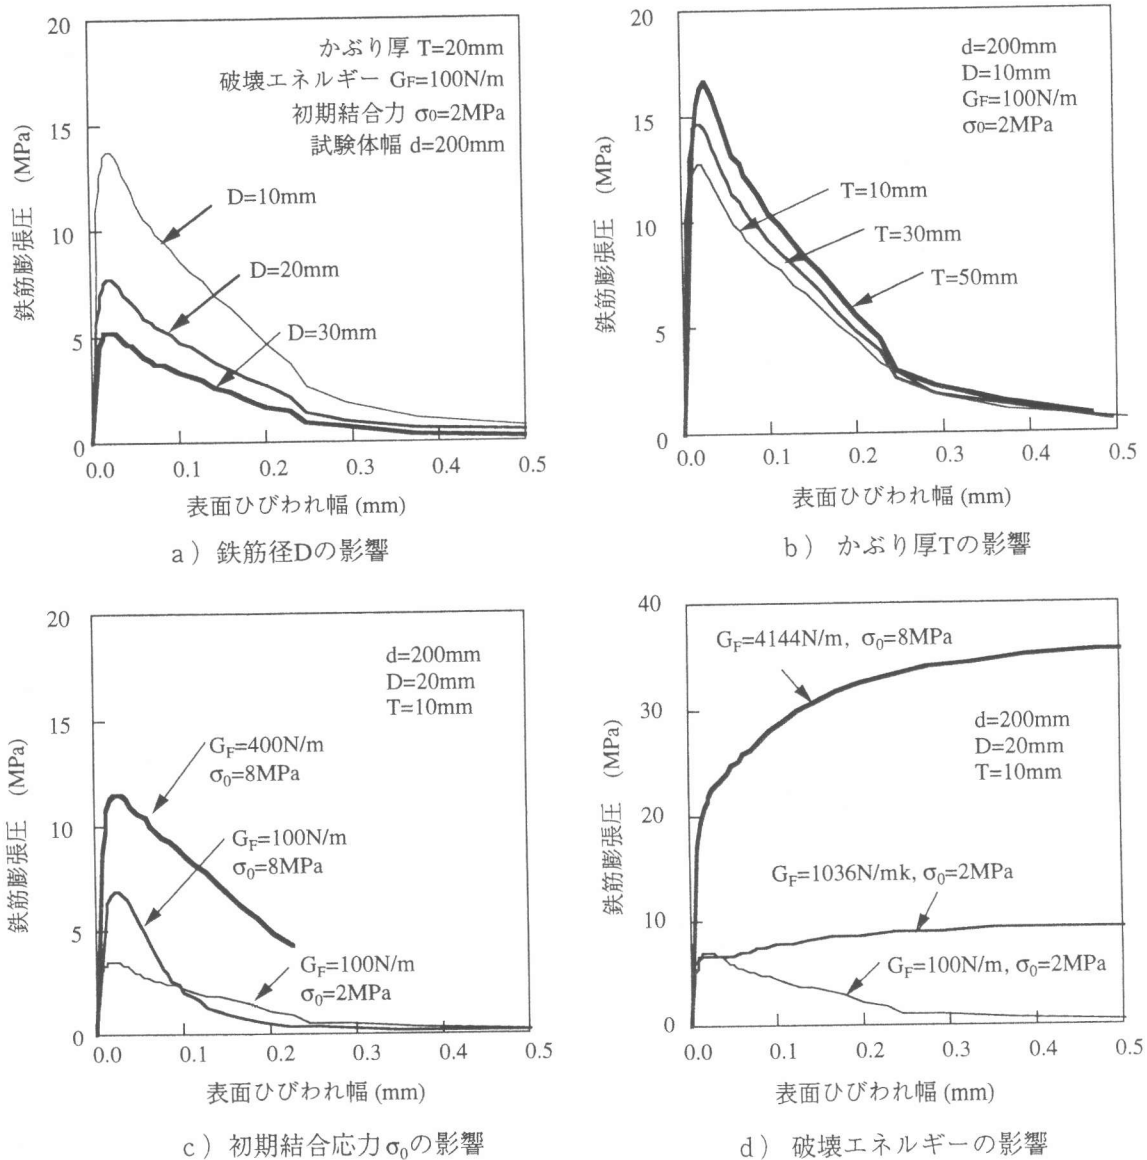 20
15
10
5
0
鉄筋膨張圧 (MPa)
かぶり厚 T=20mm
破壊エネルギー GF=100N/m
初期結合力 σ0=2MPa
試験体幅 d=200mm
D=10mm
D=20mm
D=30mm
0.0 0.1 0.2 0.3 0.4 0.5
表面ひびわれ幅 (mm)
a) 鉄筋径Dの影響
20
15
10
5
0
鉄筋膨張圧 (MPa)
d=200mm
D=10mm
GF=100N/m
σ0=2MPa
T=10mm
T=30mm
T=50mm
0.0 0.1 0.2 0.3 0.4 0.5
表面ひびわれ幅 (mm)
b) かぶり厚Tの影響
20
15
10
5
0
鉄筋膨張圧 (MPa)
d=200mm
D=20mm
T=10mm
GF=400N/m
σ0=8MPa
GF=100N/m
σ0=8MPa
GF=100N/m
σ0=2MPa
0.0 0.1 0.2 0.3 0.4 0.5
表面ひびわれ幅 (mm)
c) 初期結合応力σ0の影響
40
30
20
10
0
鉄筋膨張圧 (MPa)
GF=4144N/m, σ0=8MPa
d=200mm
D=20mm
T=10mm
GF=1036N/mk, σ0=2MPa
GF=100N/m, σ0=2MPa
0.0 0.1 0.2 0.3 0.4 0.5
表面ひびわれ幅 (mm)
d) 破壊エネルギーの影響